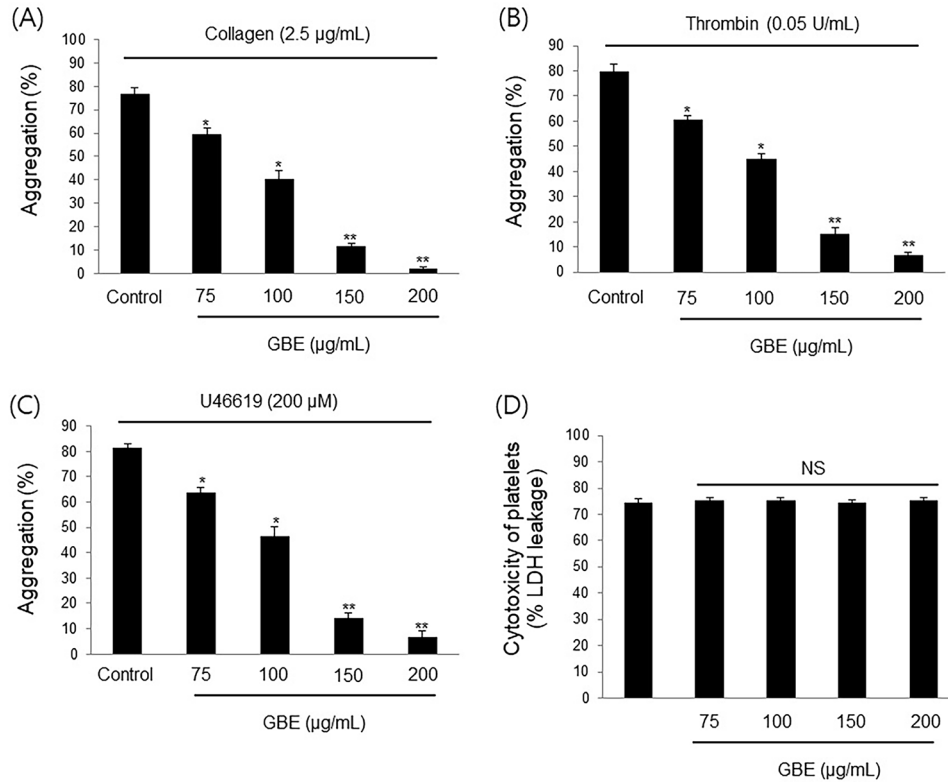 (A)
Collagen (2.5 µg/mL)
Aggregation (%)
100
90
80
70
60
50
40
30
20
10
0
*
*
**
**
Control 75 100 150 200
GBE (µg/mL)
(B)
Thrombin (0.05 U/mL)
Aggregation (%)
90
80
70
60
50
40
30
20
10
0
*
*
**
**
Control 75 100 150 200
GBE (µg/mL)
(C)
U46619 (200 µM)
Aggregation (%)
90
80
70
60
50
40
30
20
10
0
*
*
**
**
Control 75 100 150 200
GBE (µg/mL)
(D)
Cytotoxicity of platelets
(% LDH leakage)
100
90
80
70
60
50
40
30
20
10
0
NS
75 100 150 200
GBE (µg/mL)